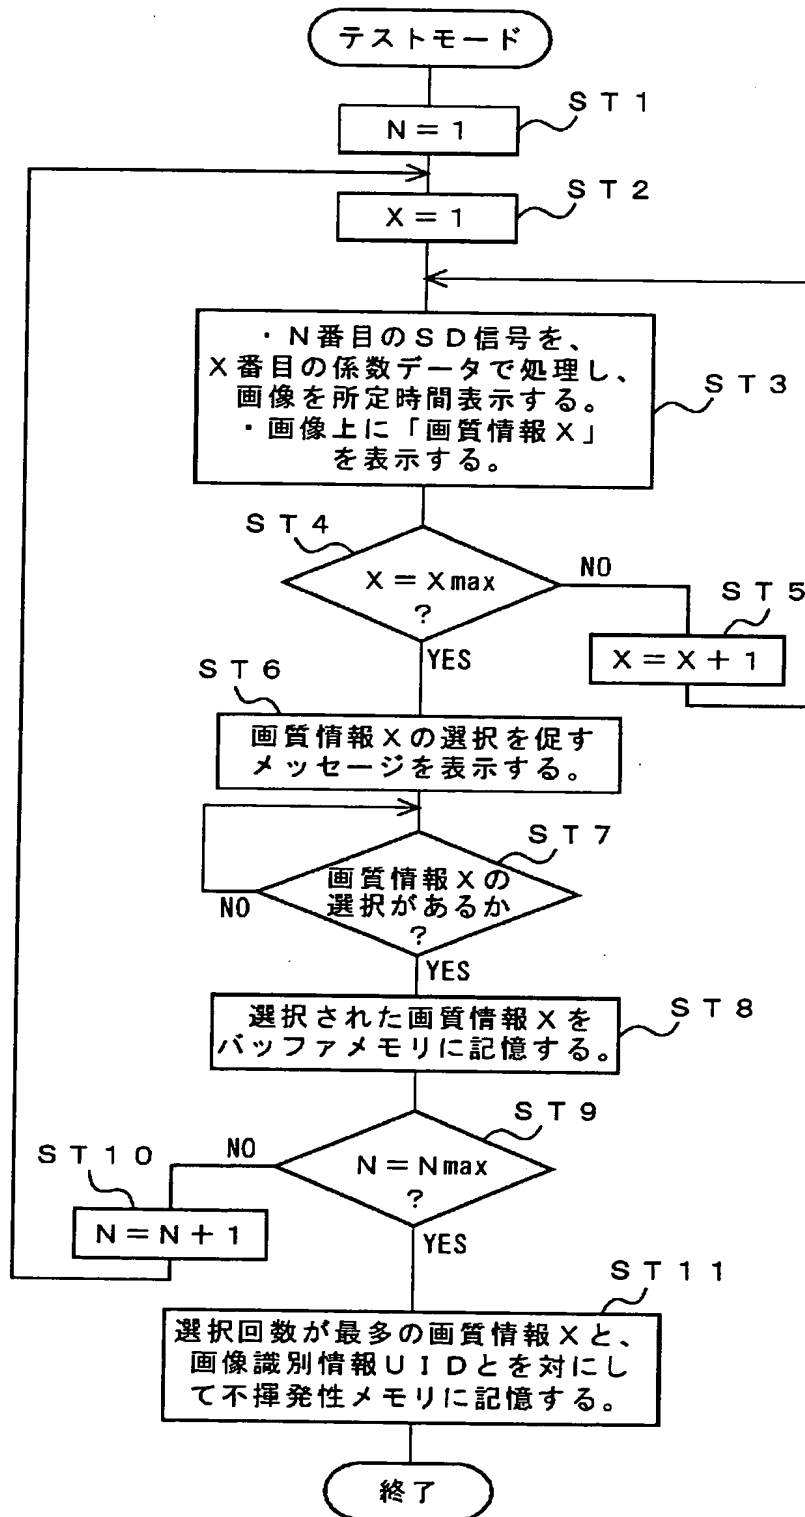 テストモード
ST1
N=1
ST2
X=1
・N番目のSD信号を、
X番目の係数データで処理し、
画像を所定時間表示する。
・画像上に「画質情報X」
を表示する。
ST3
ST4
X=Xmax
?
NO
ST5
X=X+1
YES
ST6
画質情報Xの選択を促す
メッセージを表示する。
ST7
画質情報Xの
選択があるか
?
NO
YES
選択された画質情報Xを
バッファメモリに記憶する。
ST8
ST9
N=Nmax
?
NO
ST10
N=N+1
YES
ST11
選択回数が最多の画質情報Xと、
画像識別情報UIDとを対にし
て不揮発性メモリに記憶する。
終了